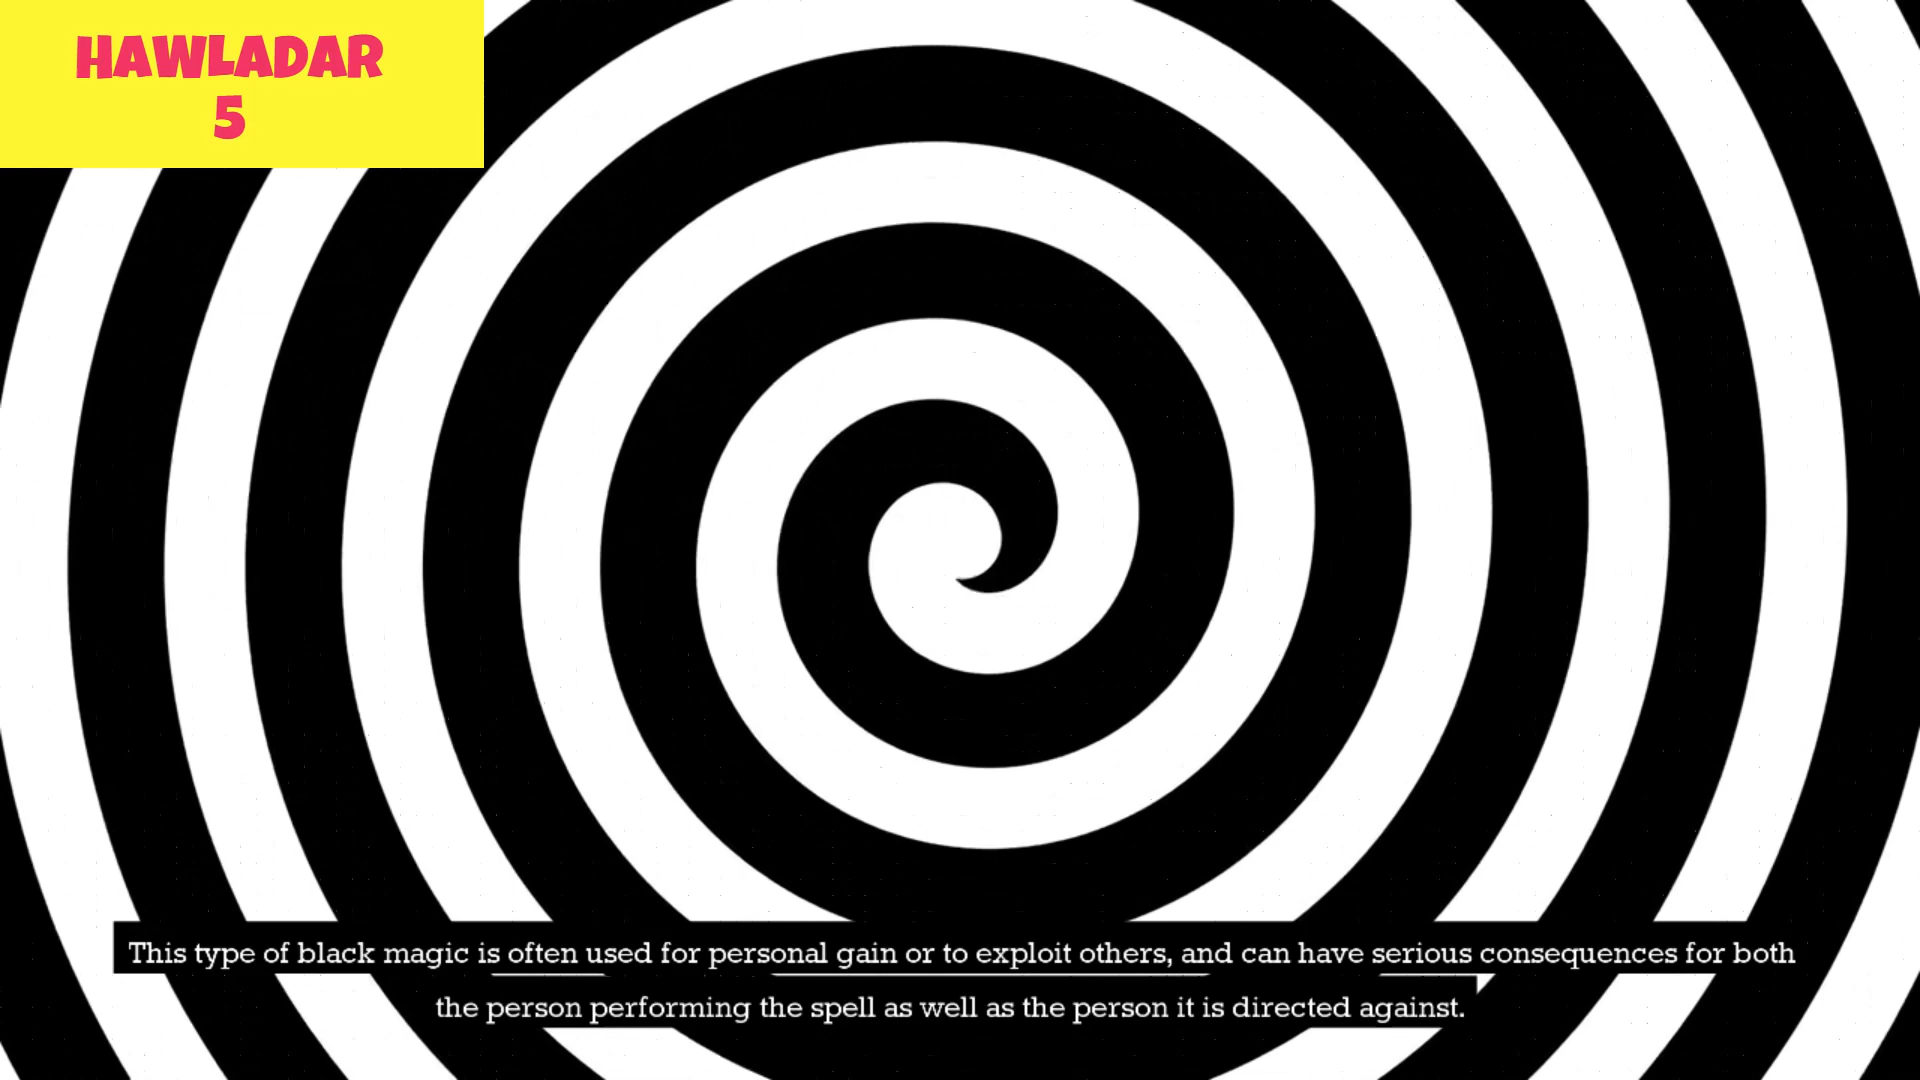 HAWLADAR
5
This type of black magic is often used for personal gain or to exploit others, and can have serious consequences for both
the person performing the spell as well as the person it is directed against.